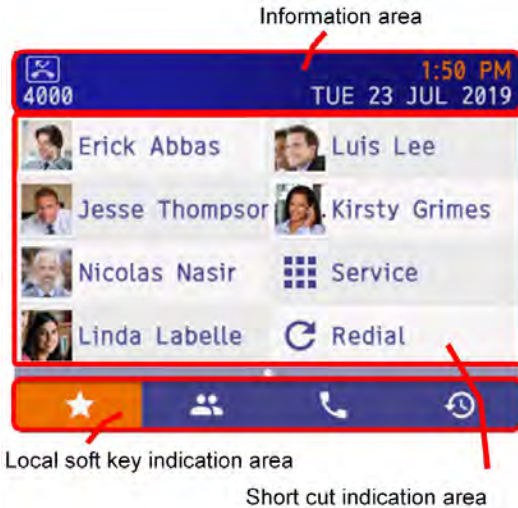 Information area
1:50 PM
4000 TUE 23 JUL 2019
Erick Abbas Luis Lee
Jesse Thompsor Kirsty Grimes
Nicolas Nasir Service
Linda Labelle Redial
Local soft key indication area
Short cut indication area